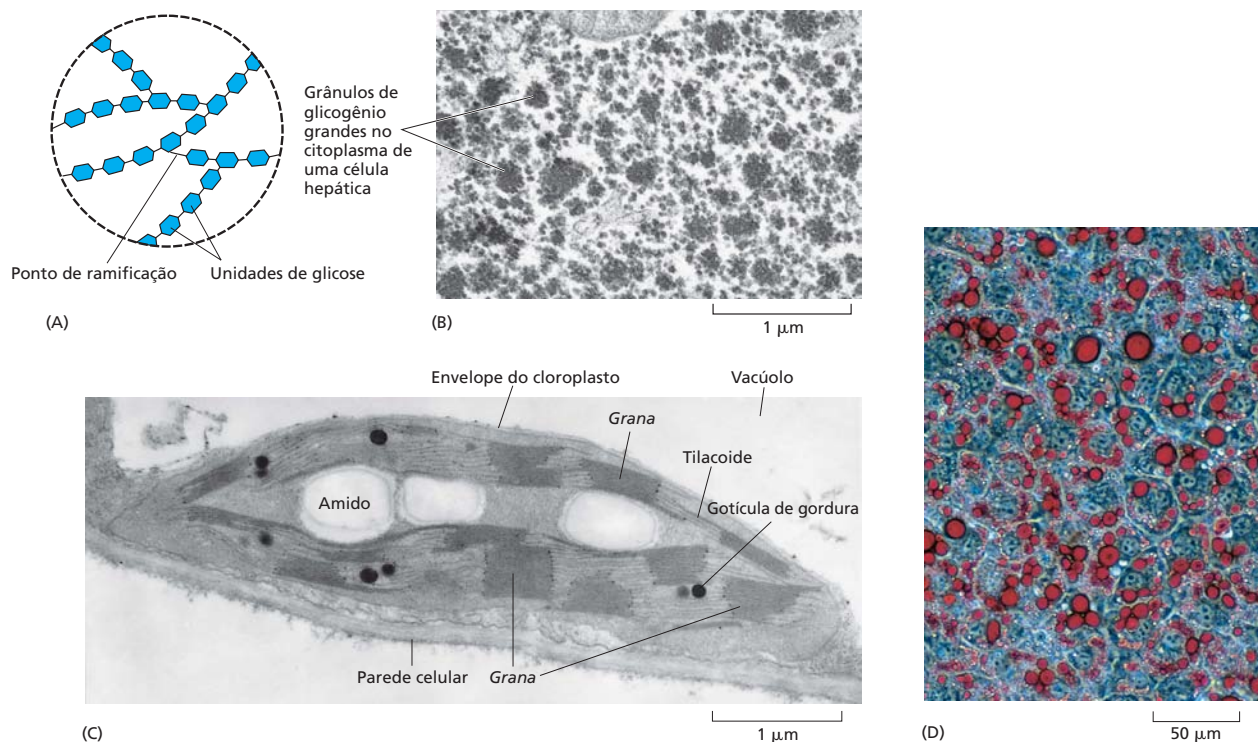 Grânulos de
glicogênio
grandes no
citoplasma de
uma célula
hepática
Ponto de ramificação
Unidades de glicose
(A)
(B)
1 μm
Envelope do cloroplasto
Vacúolo
Grana
Tilacoide
Amido
Gotícula de gordura
Parede celular
Grana
(C)
1 μm
(D)
50 μm